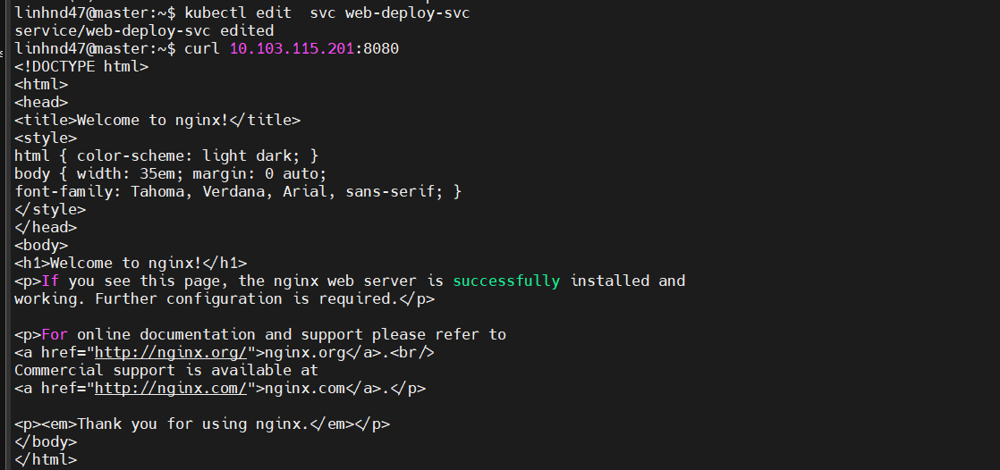 linhnd47@master:~$ kubectl edit  svc web-deploy-svc
service/web-deploy-svc edited
linhnd47@master:~$ curl 10.103.115.201:8080
<!DOCTYPE html>
<html>
<head>
<title>Welcome to nginx!</title>
<style>
html { color-scheme: light dark; }
body { width: 35em; margin: 0 auto;
font-family: Tahoma, Verdana, Arial, sans-serif; }
</style>
</head>
<body>
<h1>Welcome to nginx!</h1>
<p>If you see this page, the nginx web server is successfully installed and
working. Further configuration is required.</p>

<p>For online documentation and support please refer to
<a href="http://nginx.org/">nginx.org</a>.<br/>
Commercial support is available at
<a href="http://nginx.com/">nginx.com</a>.</p>

<p><em>Thank you for using nginx.</em></p>
</body>
</html>